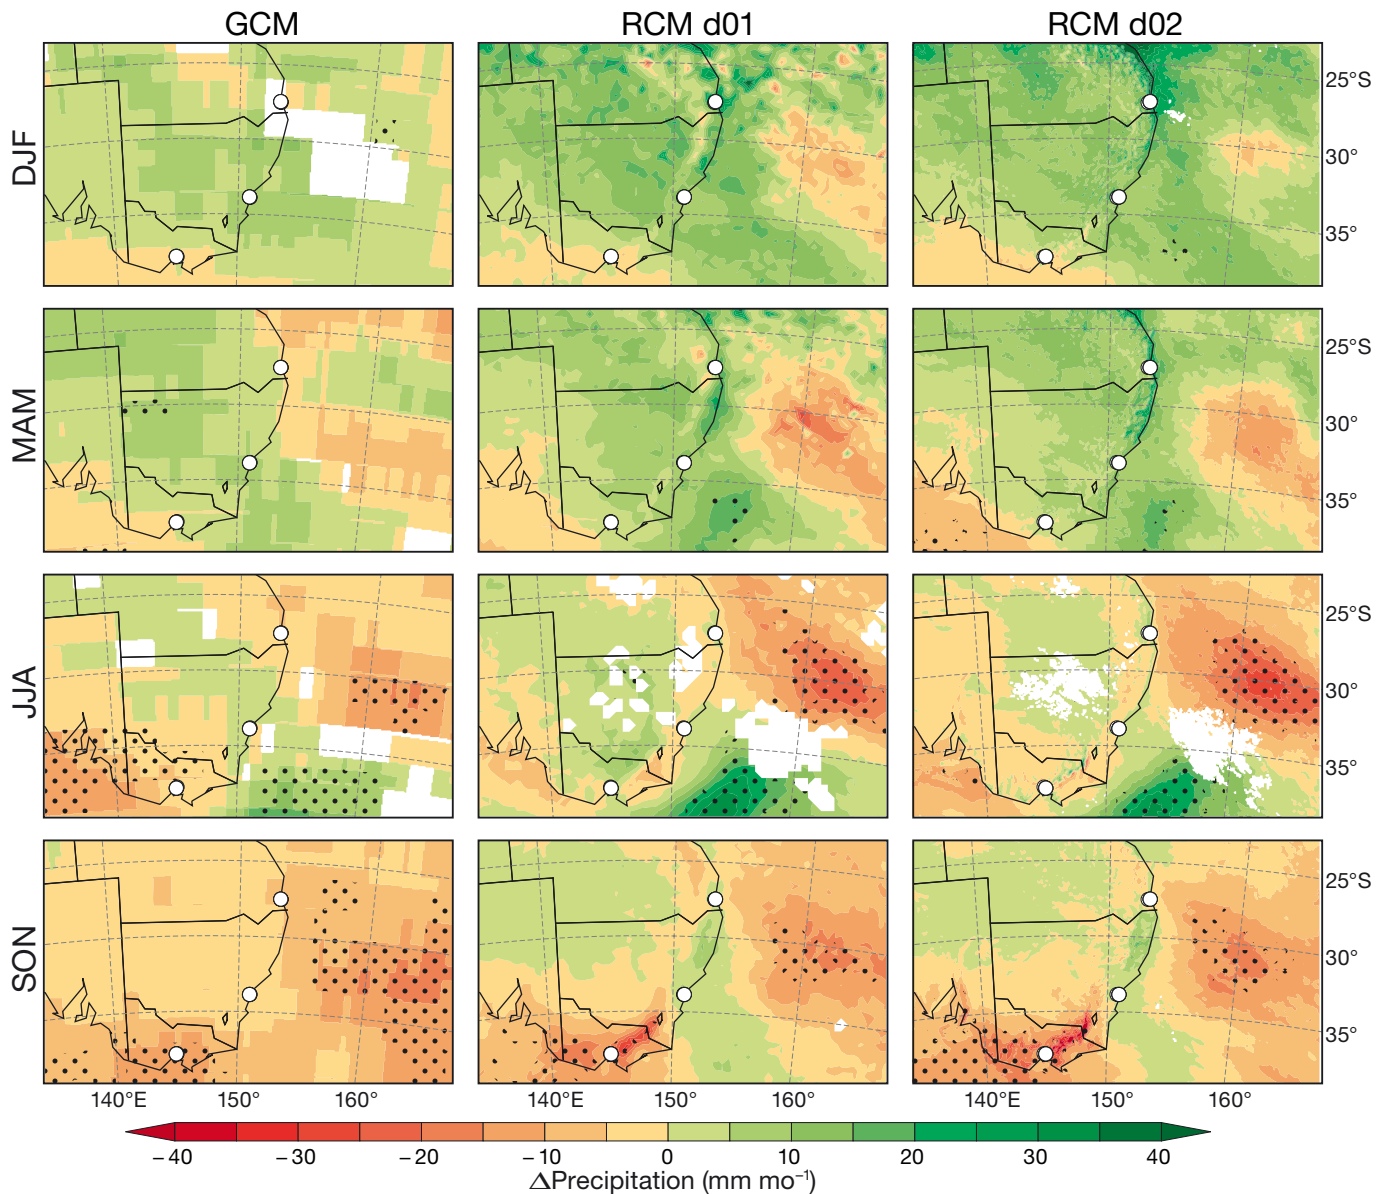 GCM RCM d01 RCM d02
DJF
25°S
30°
35°
MAM
25°S
30°
35°
JJA
25°S
30°
35°
SON
25°S
30°
35°
140°E 150° 160° 140°E 150° 160° 140°E 150° 160°
−40 −30 −20 −10 0 10 20 30 40
ΔPrecipitation (mm mo⁻¹)